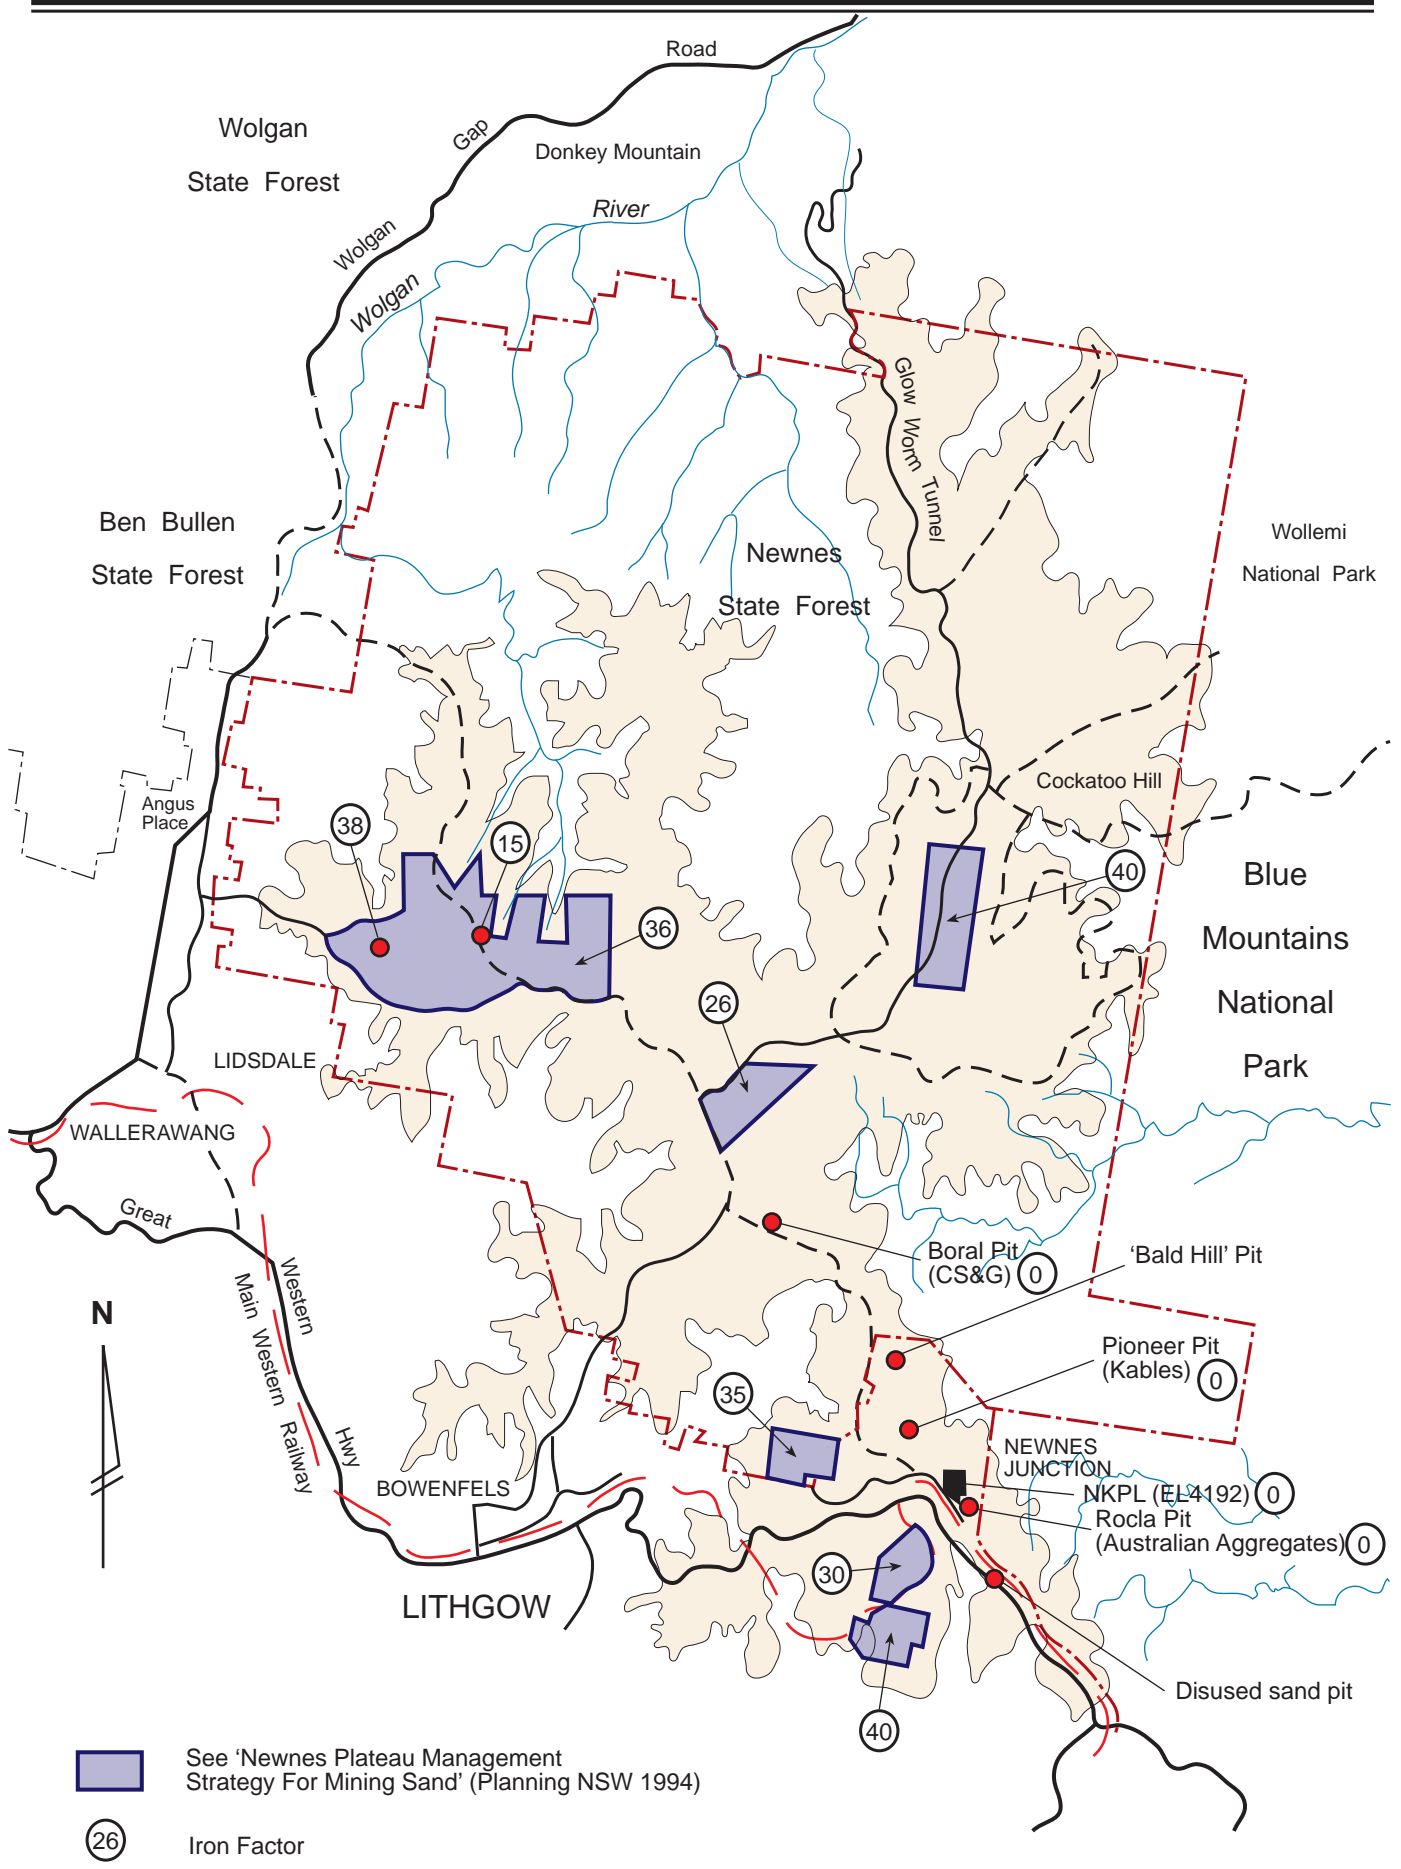 Road
Wolgan
State Forest
Gap
Donkey Mountain
River
Wolgan
Wolgan
Glow Worm Tunnel
Ben Bullen
State Forest
Newnes
State Forest
Wollemi
National Park
Angus
Place
Cockatoo Hill
38
15
40
36
Blue
Mountains
National
Park
26
LIDSDALE
WALLERAWANG
Great
Western
Hwy
Main Western Railway
Boral Pit
(CS&G) 0
'Bald Hill' Pit
N
Pioneer Pit
(Kables) 0
35
NEWNES
JUNCTION
BOWENFELS
NKPL (EL4192) 0
Rocla Pit
(Australian Aggregates) 0
30
LITHGOW
Disused sand pit
40
See 'Newnes Plateau Management
Strategy For Mining Sand' (Planning NSW 1994)
26 Iron Factor